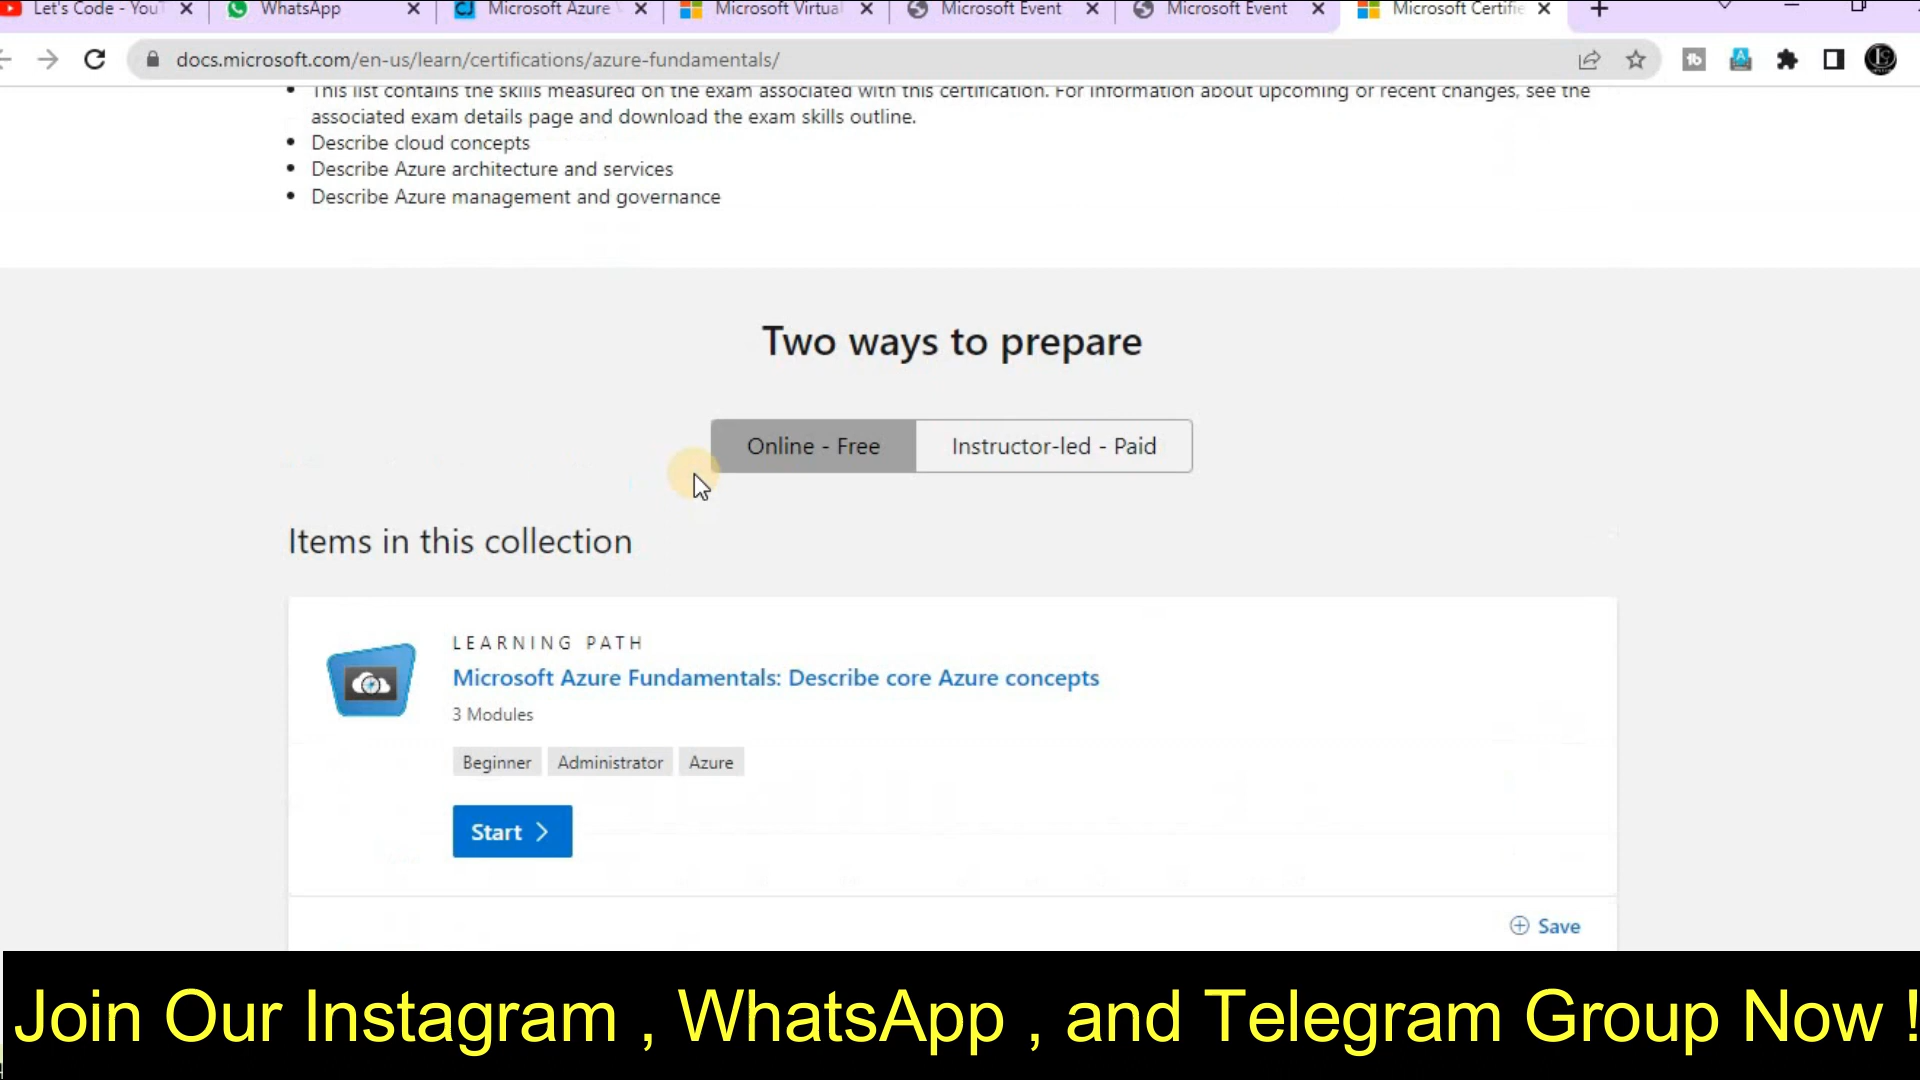 Let's Code - You
WhatsApp
Microsoft Azure
Microsoft Virtual
Microsoft Event
Microsoft Event
Microsoft Certifi
docs.microsoft.com/en-us/learn/certifications/azure-fundamentals/
This list contains the skills measured on the exam associated with this certification. For information about upcoming or recent changes, see the
associated exam details page and download the exam skills outline.
Describe cloud concepts
Describe Azure architecture and services
Describe Azure management and governance
Two ways to prepare
Online - Free
Instructor-led - Paid
Items in this collection
LEARNING PATH
Microsoft Azure Fundamentals: Describe core Azure concepts
3 Modules
Beginner Administrator Azure
Start
Save
Join Our Instagram , WhatsApp , and Telegram Group Now !